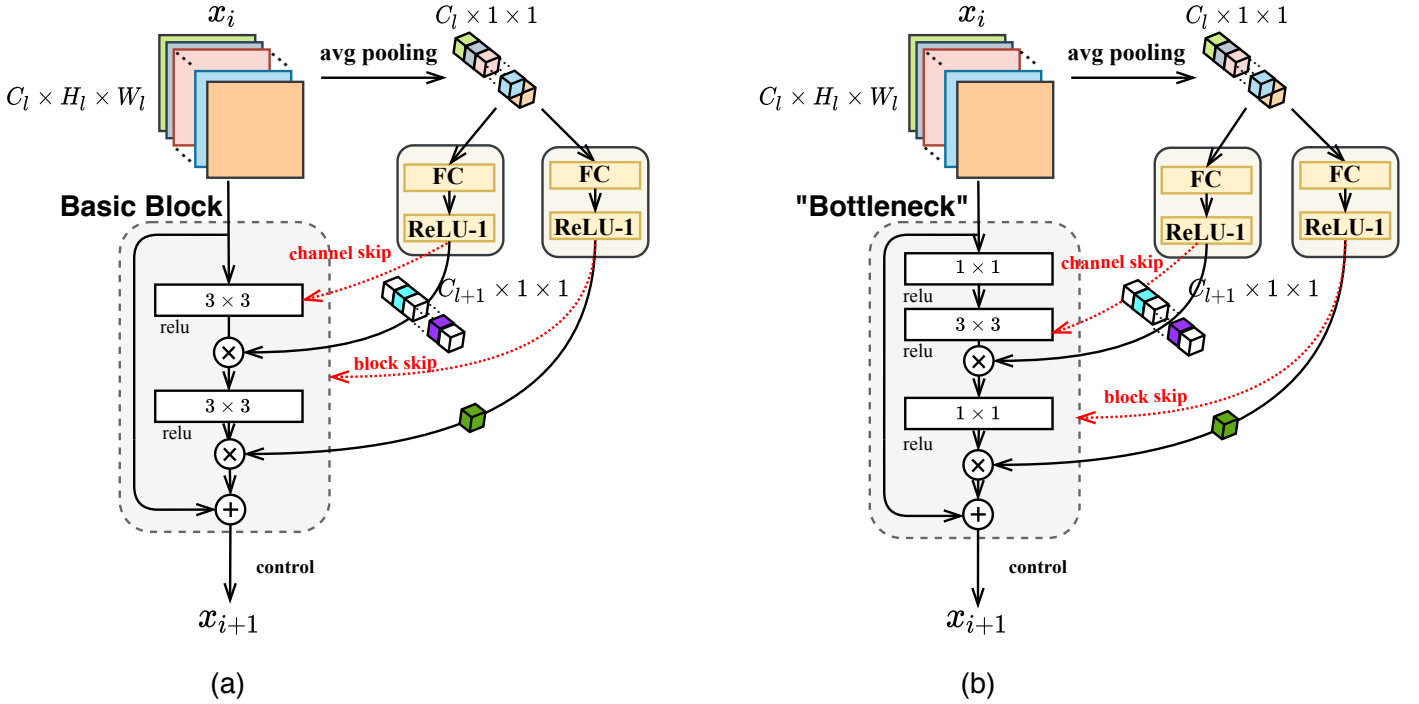 x_i
C_l × 1 × 1
avg pooling
C_l × H_l × W_l
FC
FC
ReLU-1
ReLU-1
Basic Block
channel skip
3 × 3
relu
C_{l+1} × 1 × 1
block skip
3 × 3
relu
control
x_{i+1}
(a)
x_i
C_l × 1 × 1
avg pooling
C_l × H_l × W_l
FC
FC
ReLU-1
ReLU-1
"Bottleneck"
channel skip
1 × 1
relu
C_{l+1} × 1 × 1
3 × 3
relu
block skip
1 × 1
relu
control
x_{i+1}
(b)